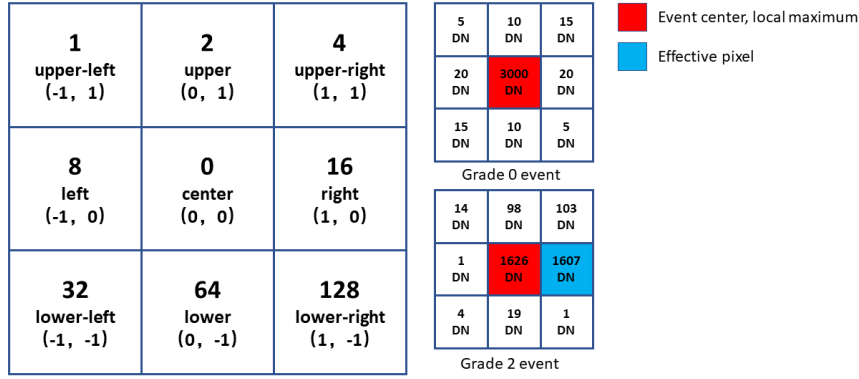 1
upper-left
(-1, 1)
2
upper
(0, 1)
4
upper-right
(1, 1)
8
left
(-1, 0)
0
center
(0, 0)
16
right
(1, 0)
32
lower-left
(-1, -1)
64
lower
(0, -1)
128
lower-right
(1, -1)
5
DN
10
DN
15
DN
20
DN
3000
DN
20
DN
15
DN
10
DN
5
DN
Grade 0 event
14
DN
98
DN
103
DN
1
DN
1626
DN
1607
DN
4
DN
19
DN
1
DN
Grade 2 event
Event center, local maximum
Effective pixel